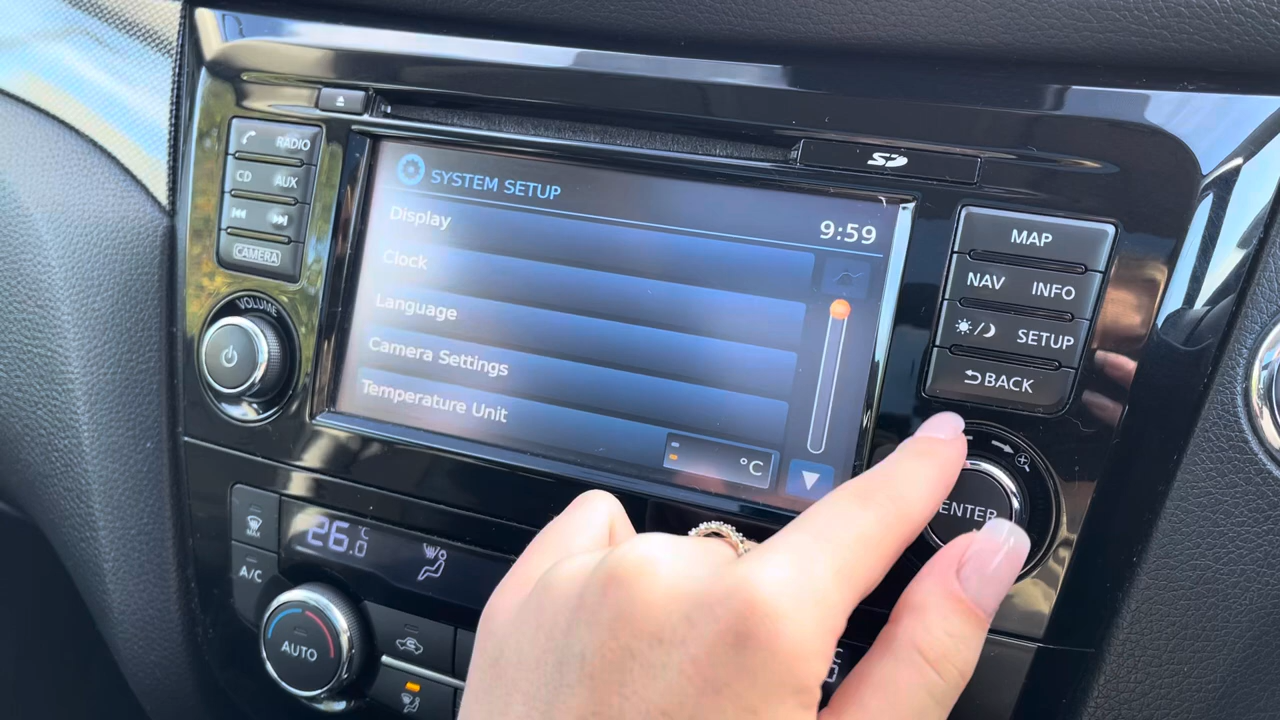 RADIO
CD AUX
CAMERA
VOLUME
SYSTEM SETUP
9:59
Display
Clock
Language
Camera Settings
Temperature Unit
°C
SD
MAP
NAV INFO
SETUP
BACK
ENTER
MAX
A/C
26.0 °C
AUTO